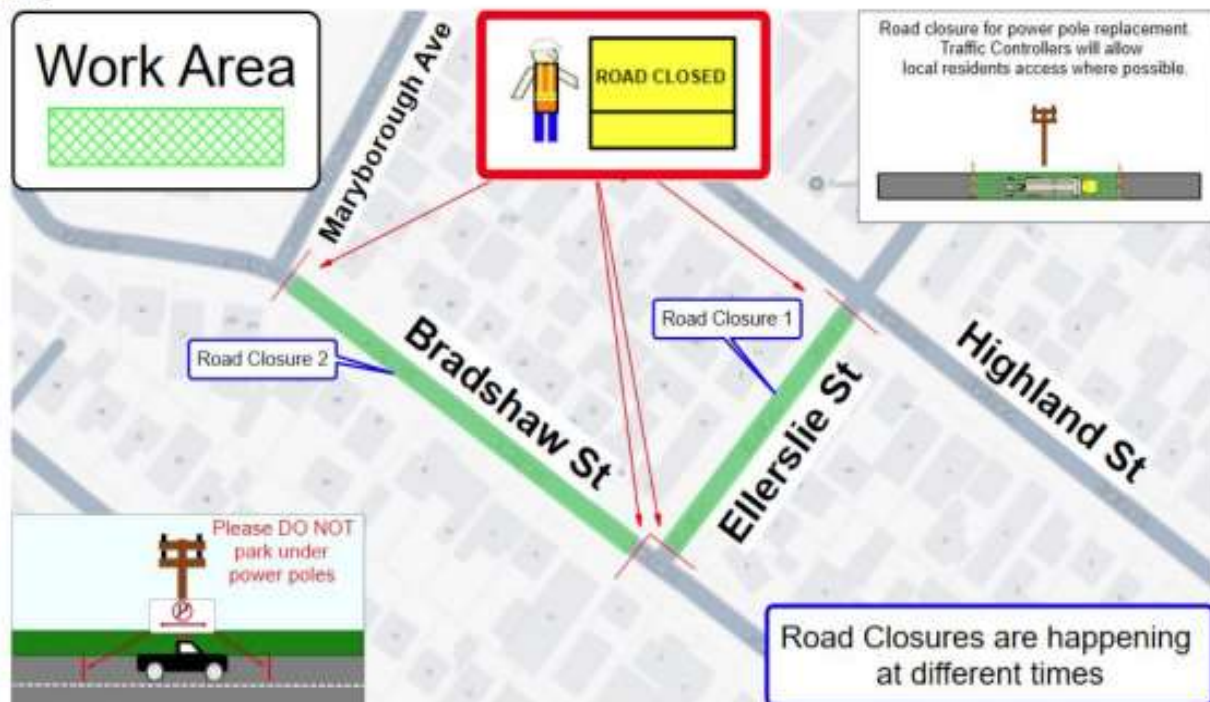 Work Area
Maryborough Ave
ROAD CLOSED
Road closure for power pole replacement.
Traffic Controllers will allow
local residents access where possible.
Road Closure 1
Road Closure 2
Bradshaw St
Ellerslie St
Highland St
Please DO NOT
park under
power poles
P
Road Closures are happening
at different times